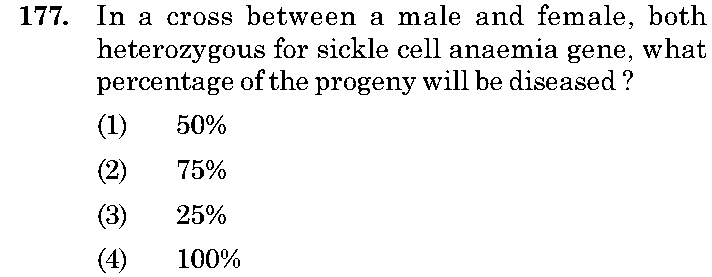 177. In a cross between a male and female, both
heterozygous for sickle cell anaemia gene, what
percentage of the progeny will be diseased ?
(1) 50%
(2) 75%
(3) 25%
(4) 100%